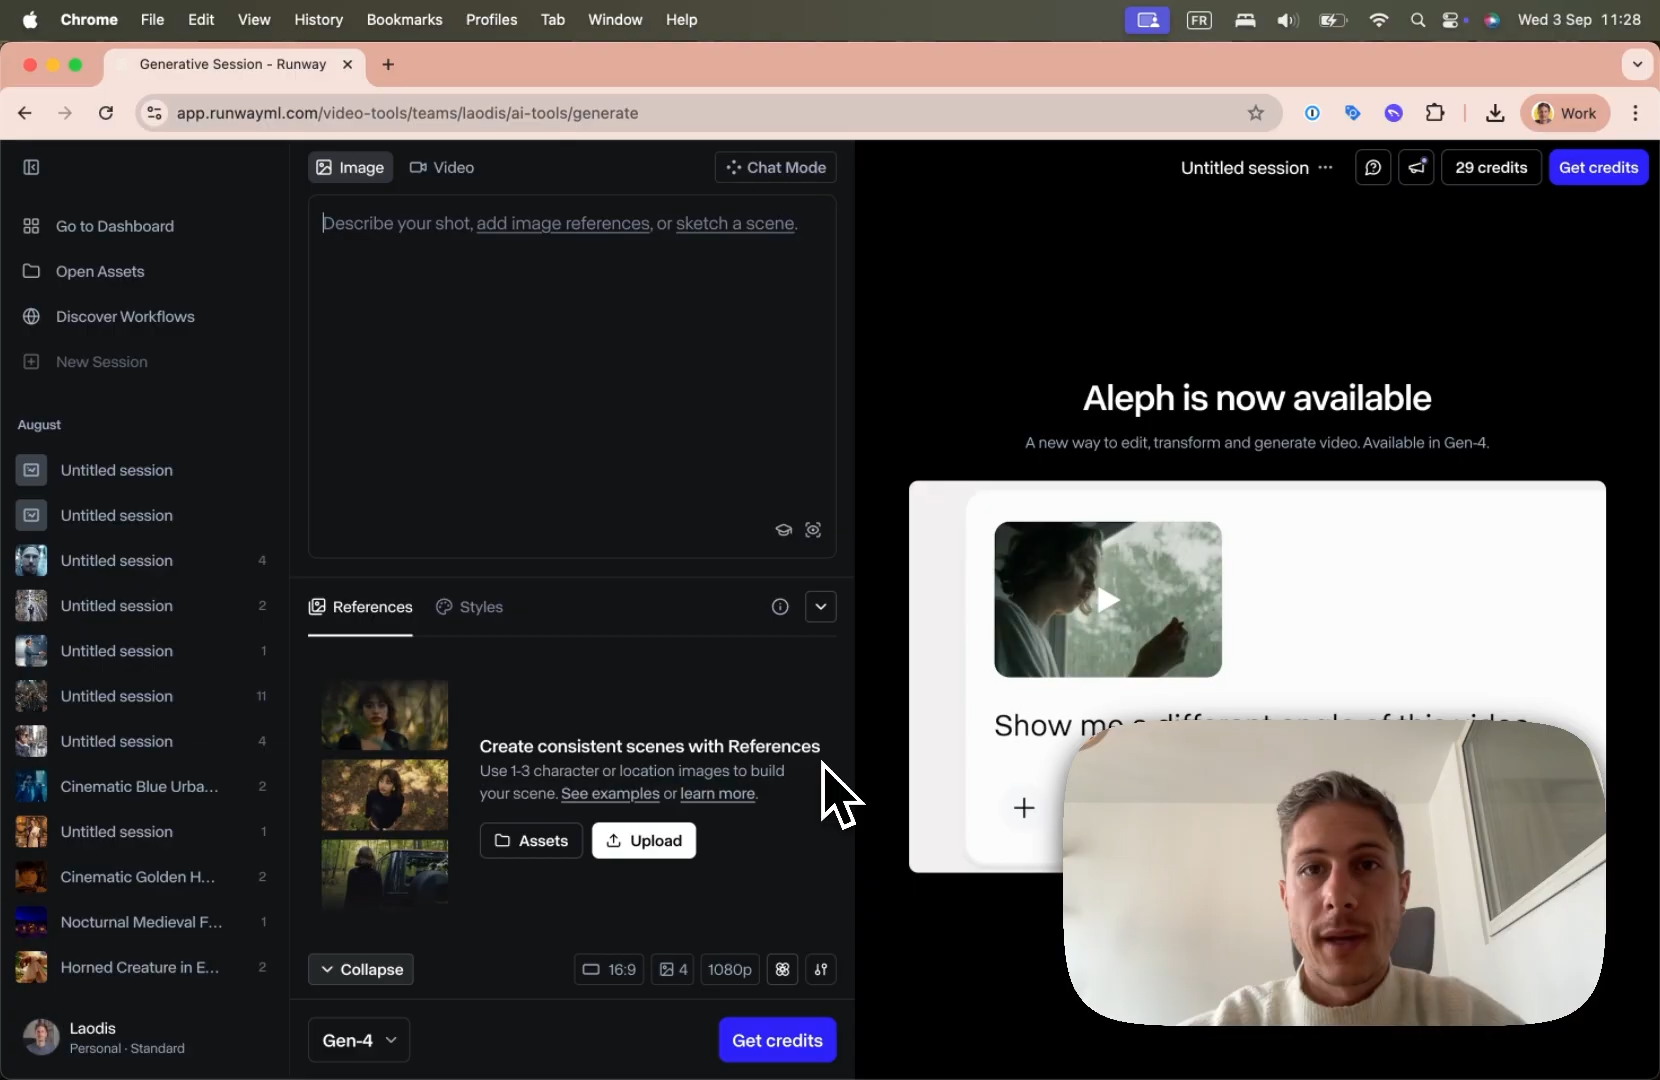 Chrome File Edit View History Bookmarks Profiles Tab Window Help FR Wed 3 Sep 11:28
Generative Session - Runway
app.runwayml.com/video-tools/teams/laodis/ai-tools/generate Work
Image Video Chat Mode Untitled session 29 credits Get credits
Describe your shot, add image references, or sketch a scene.
Go to Dashboard
Open Assets
Discover Workflows
New Session
August
Untitled session
Untitled session
Untitled session 4
Untitled session 2
Untitled session 1
Untitled session 11
Untitled session 4
Cinematic Blue Urba... 2
Untitled session 1
Cinematic Golden H... 2
Nocturnal Medieval F... 1
Horned Creature in E... 2
Laodis
Personal · Standard
References Styles
Create consistent scenes with References
Use 1-3 character or location images to build
your scene. See examples or learn more.
Assets Upload
Collapse 16:9 4 1080p
Gen-4 Get credits
Aleph is now available
A new way to edit, transform and generate video. Available in Gen-4.
Show me a different angle of this video